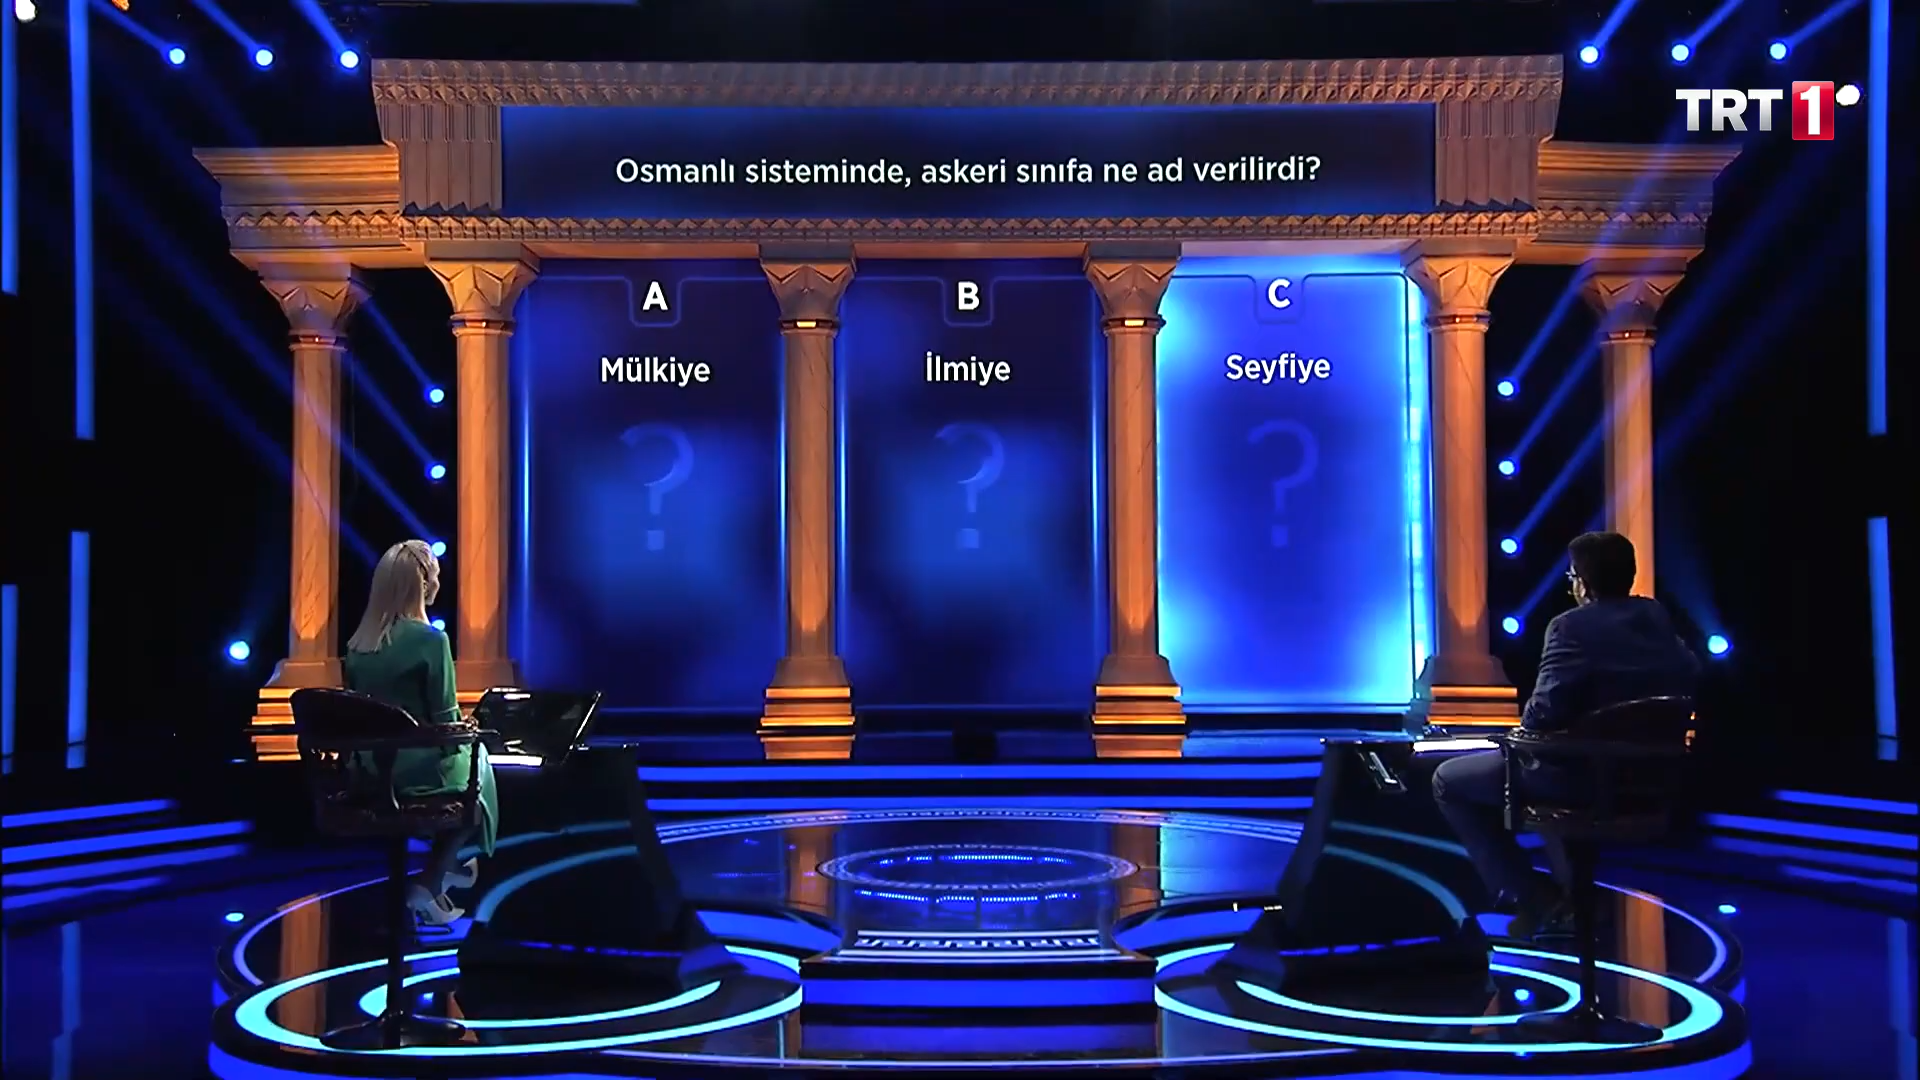 TRT 1
Osmanlı sisteminde, askeri sınıfa ne ad verilirdi?
A
Mülkiye
?
B
İlmiye
?
C
Seyfiye
?